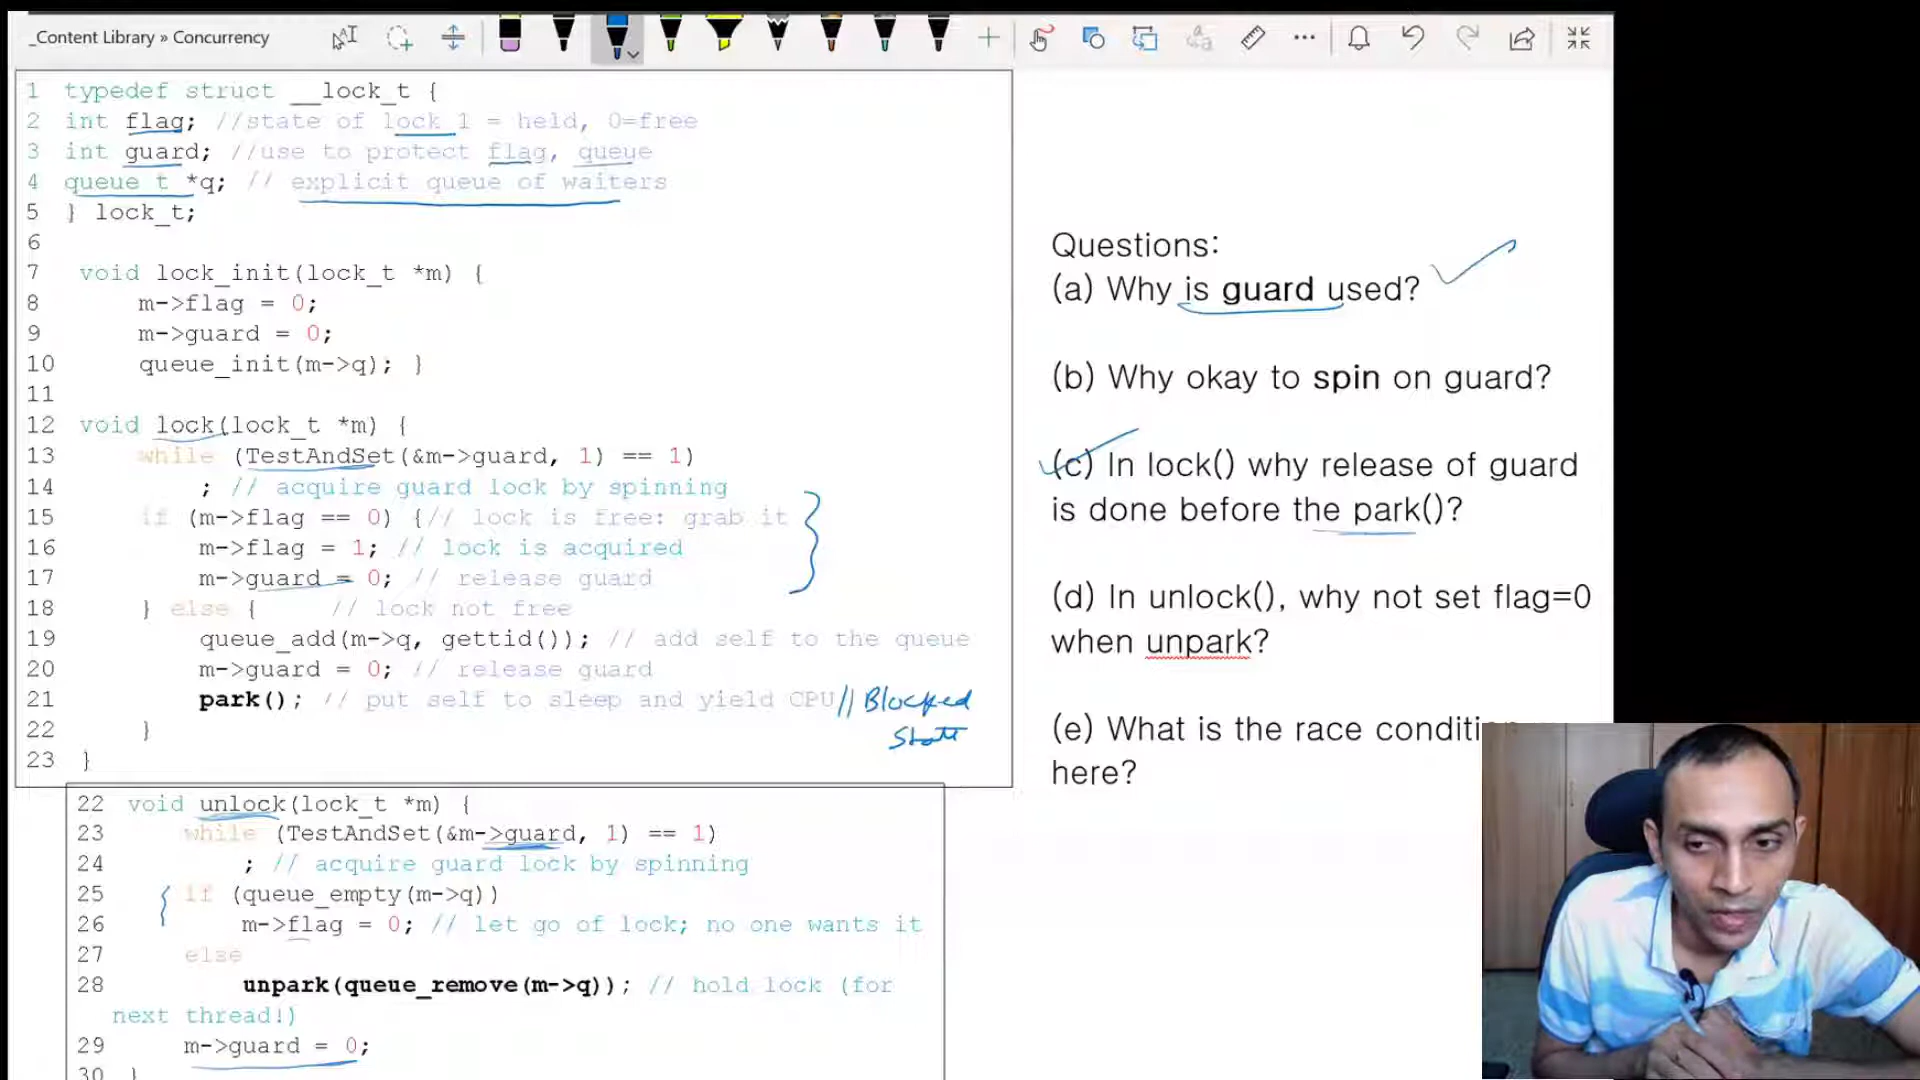 _Content Library » Concurrency
1 typedef struct __lock_t {
2 int flag; //state of lock 1 = held, 0=free
3 int guard; //use to protect flag, queue
4 queue_t *q; // explicit queue of waiters
5 } lock_t;
6
7 void lock_init(lock_t *m) {
8 m->flag = 0;
9 m->guard = 0;
10 queue_init(m->q); }
11
12 void lock(lock_t *m) {
13 while (TestAndSet(&m->guard, 1) == 1)
14 ; // acquire guard lock by spinning
15 if (m->flag == 0) {// lock is free: grab it
16 m->flag = 1; // lock is acquired
17 m->guard = 0; // release guard
18 } else { // lock not free
19 queue_add(m->q, gettid()); // add self to the queue
20 m->guard = 0; // release guard
21 park(); // put self to sleep and yield CPU // Blocked
State
22 }
23 }
22 void unlock(lock_t *m) {
23 while (TestAndSet(&m->guard, 1) == 1)
24 ; // acquire guard lock by spinning
25 if (queue_empty(m->q))
26 m->flag = 0; // let go of lock; no one wants it
27 else
28 unpark(queue_remove(m->q)); // hold lock (for
next thread!)
29 m->guard = 0;
30 }
Questions:
(a) Why is guard used?
(b) Why okay to spin on guard?
(c) In lock() why release of guard
is done before the park()?
(d) In unlock(), why not set flag=0
when unpark?
(e) What is the race conditi
here?